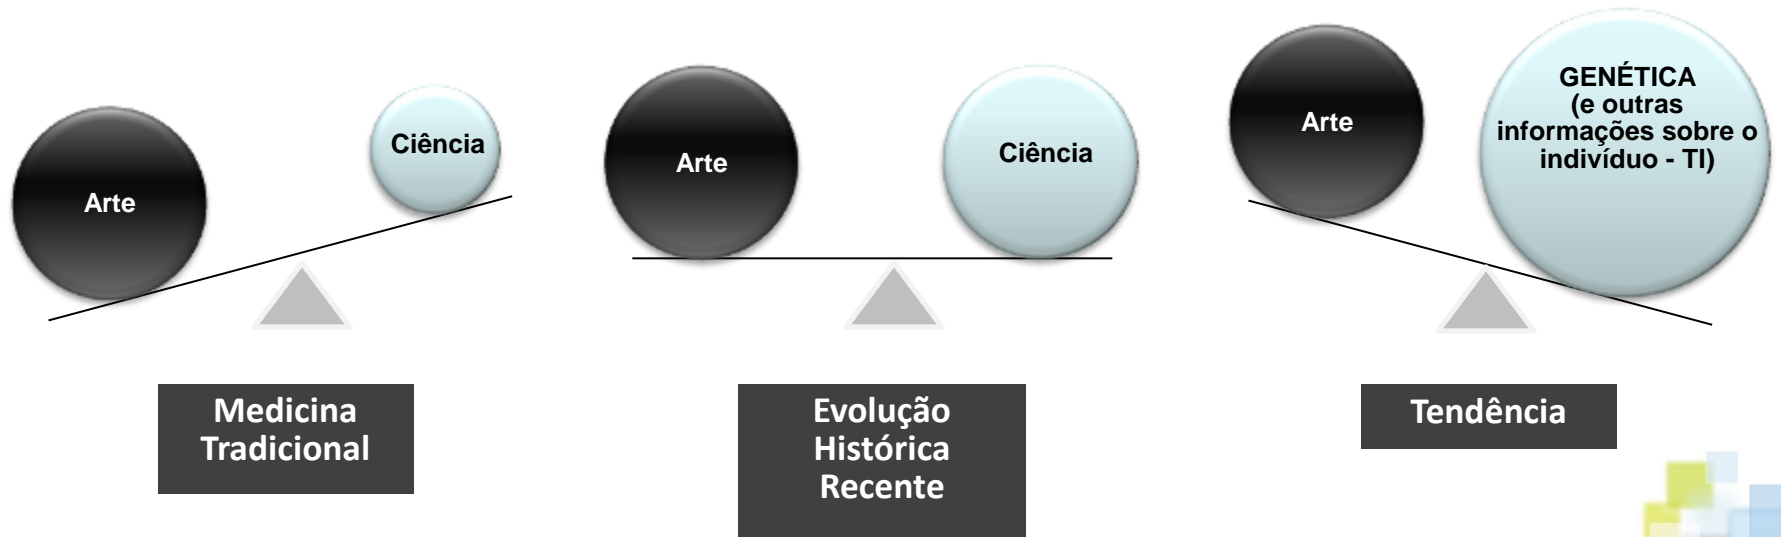 Arte
Ciência
Medicina
Tradicional
Arte
Ciência
Evolução
Histórica
Recente
Arte
GENÉTICA
(e outras
informações sobre o
indivíduo - TI)
Tendência